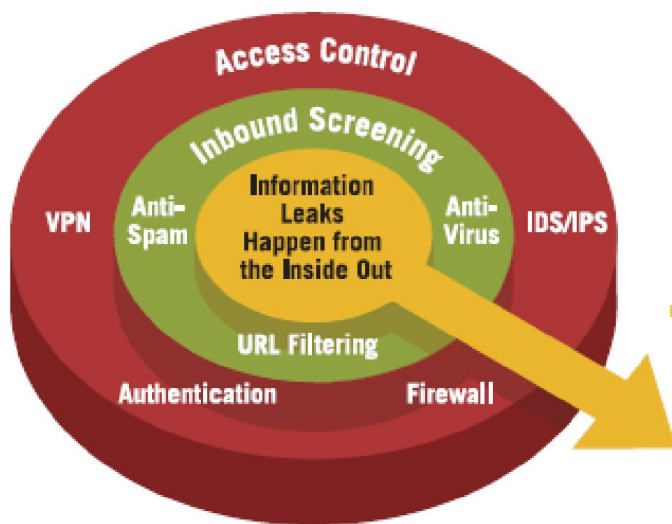 Access Control
Inbound Screening
Information
Leaks
Happen from
the Inside Out
VPN
Anti-
Spam
Anti-
Virus
IDS/IPS
URL Filtering
Authentication
Firewall